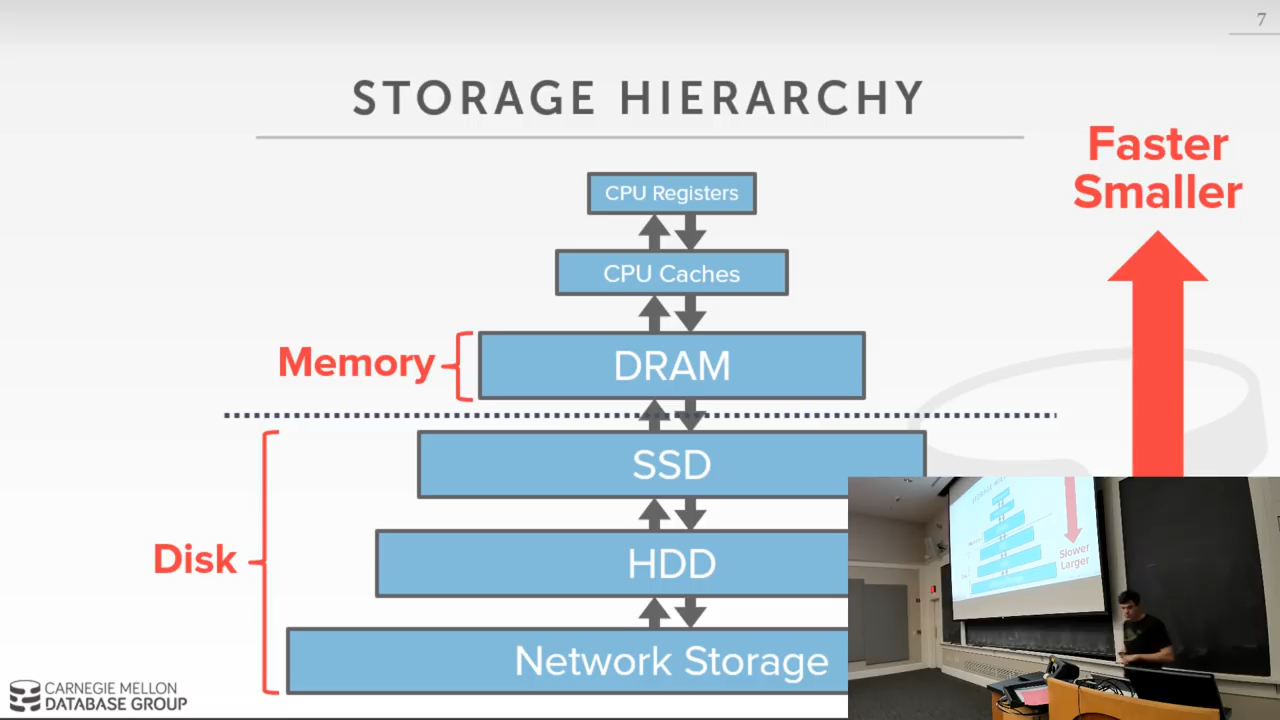 7
STORAGE HIERARCHY
Faster
Smaller
CPU Registers
CPU Caches
Memory
DRAM
SSD
Disk
HDD
Network Storage
Slower
Larger
CARNEGIE MELLON
DATABASE GROUP